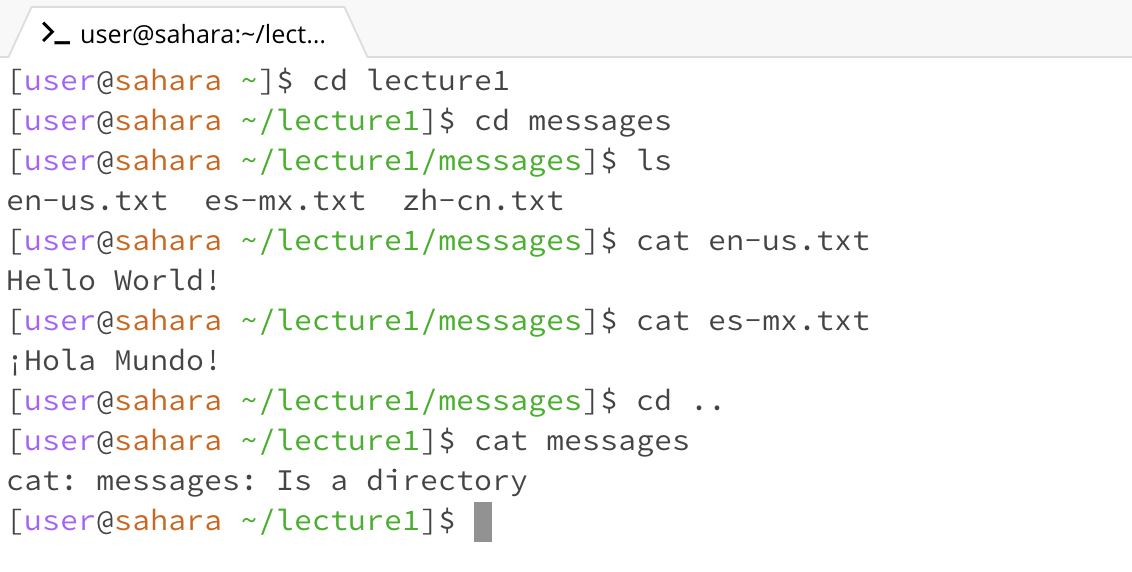 >_ user@sahara:~/lect...
[user@sahara ~]$ cd lecture1
[user@sahara ~/lecture1]$ cd messages
[user@sahara ~/lecture1/messages]$ ls
en-us.txt  es-mx.txt  zh-cn.txt
[user@sahara ~/lecture1/messages]$ cat en-us.txt
Hello World!
[user@sahara ~/lecture1/messages]$ cat es-mx.txt
¡Hola Mundo!
[user@sahara ~/lecture1/messages]$ cd ..
[user@sahara ~/lecture1]$ cat messages
cat: messages: Is a directory
[user@sahara ~/lecture1]$